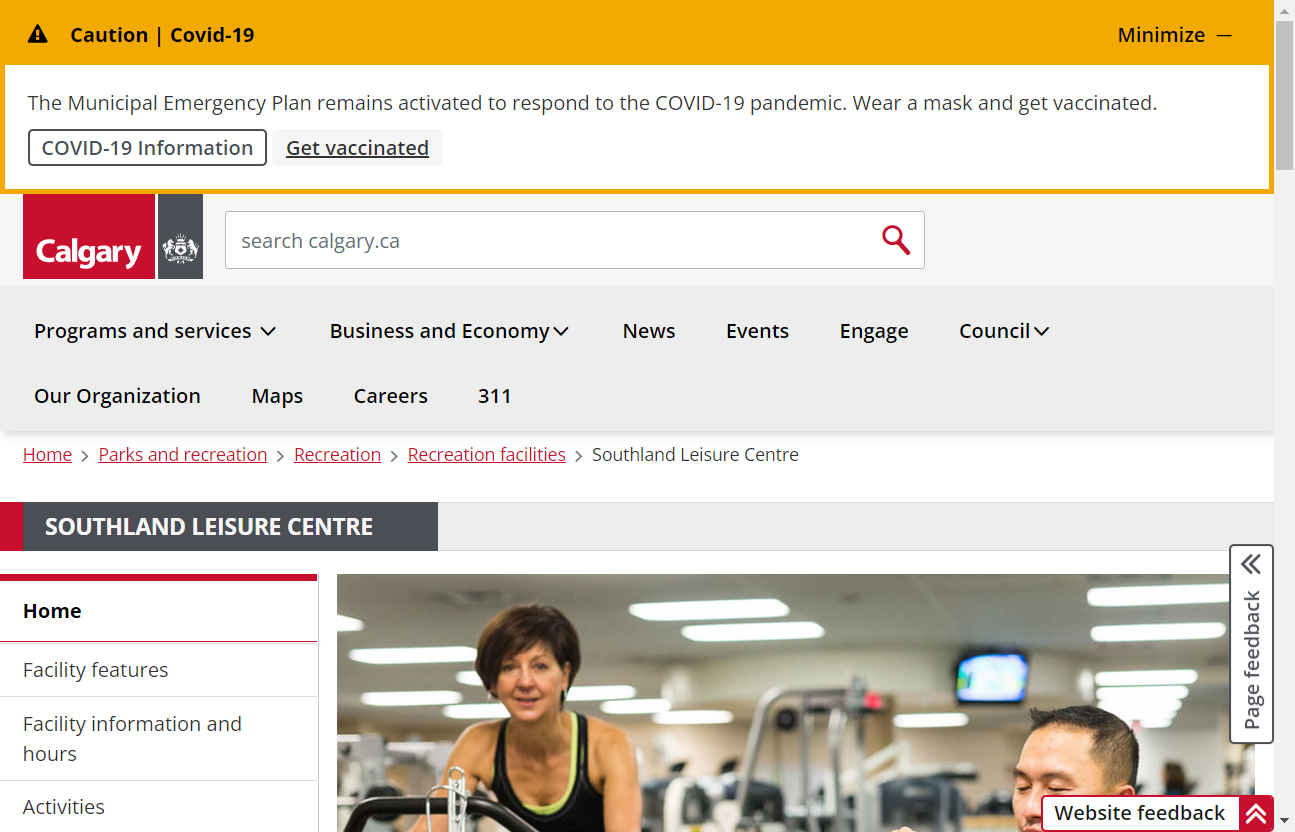 Caution | Covid-19
Minimize
The Municipal Emergency Plan remains activated to respond to the COVID-19 pandemic. Wear a mask and get vaccinated.
COVID-19 Information
Get vaccinated
Calgary
search calgary.ca
Programs and services
Business and Economy
News
Events
Engage
Council
Our Organization
Maps
Careers
311
Home
Parks and recreation
Recreation
Recreation facilities
Southland Leisure Centre
SOUTHLAND LEISURE CENTRE
Home
Facility features
Facility information and
hours
Activities
Page feedback
Website feedback